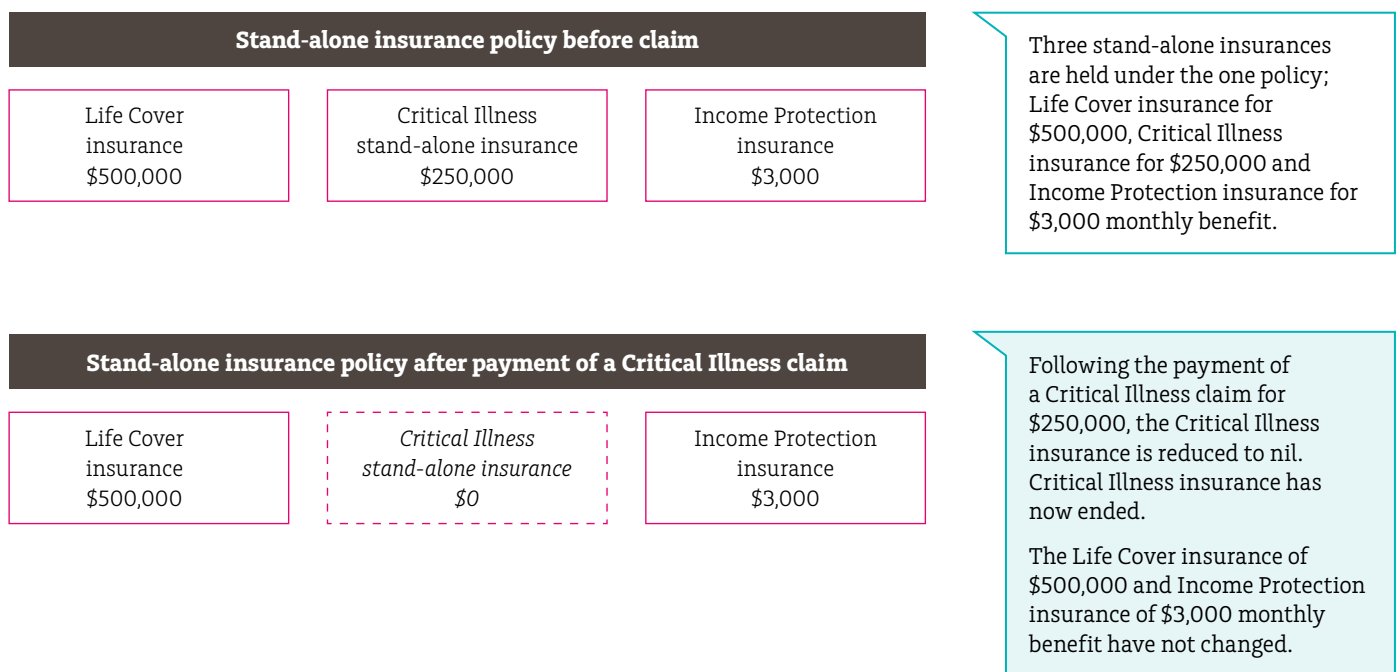 Stand-alone insurance policy before claim
Life Cover
insurance
$500,000
Critical Illness
stand-alone insurance
$250,000
Income Protection
insurance
$3,000
Three stand-alone insurances
are held under the one policy;
Life Cover insurance for
$500,000, Critical Illness
insurance for $250,000 and
Income Protection insurance for
$3,000 monthly benefit.
Stand-alone insurance policy after payment of a Critical Illness claim
Life Cover
insurance
$500,000
Critical Illness
stand-alone insurance
$0
Income Protection
insurance
$3,000
Following the payment of
a Critical Illness claim for
$250,000, the Critical Illness
insurance is reduced to nil.
Critical Illness insurance has
now ended.
The Life Cover insurance of
$500,000 and Income Protection
insurance of $3,000 monthly
benefit have not changed.